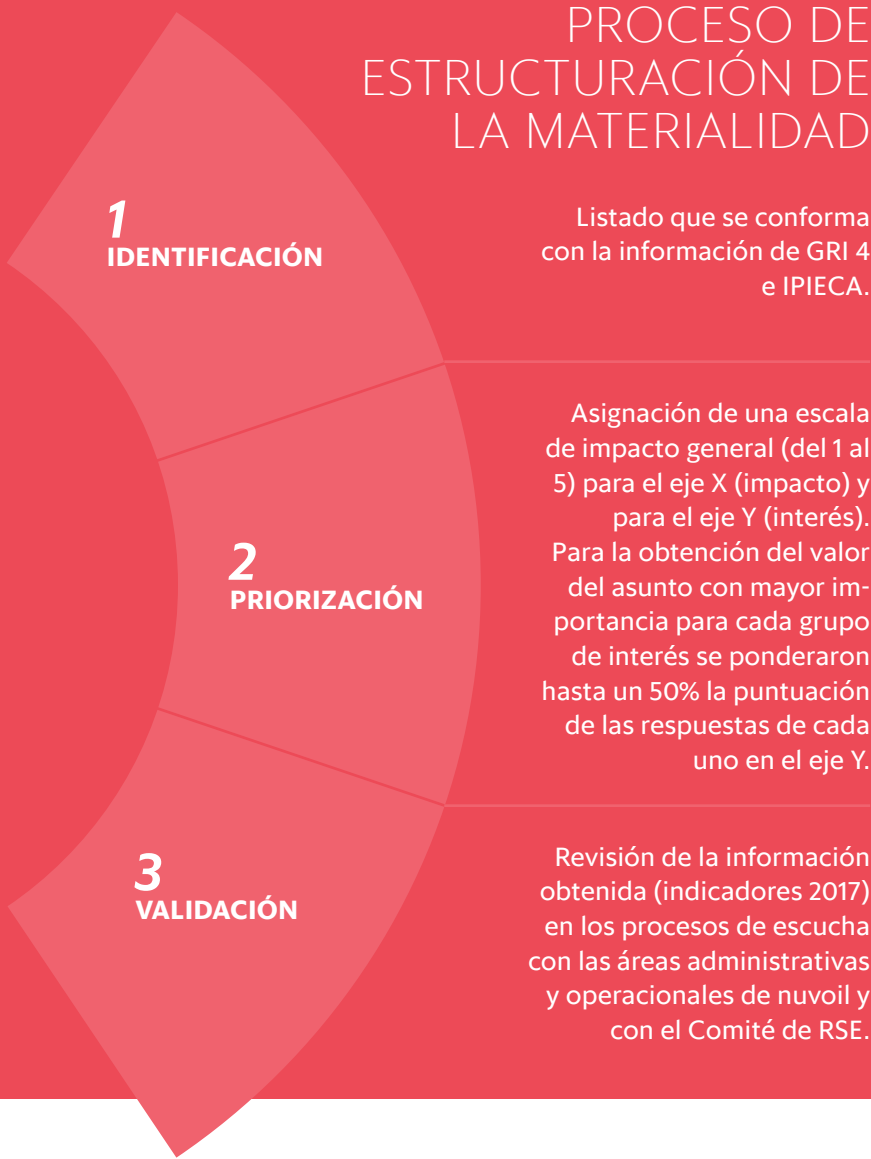 PROCESO DE
ESTRUCTURACIÓN DE
LA MATERIALIDAD
1
IDENTIFICACIÓN
Listado que se conforma
con la información de GRI 4
e IPIECA.
2
PRIORIZACIÓN
Asignación de una escala
de impacto general (del 1 al
5) para el eje X (impacto) y
para el eje Y (interés).
Para la obtención del valor
del asunto con mayor im-
portancia para cada grupo
de interés se ponderaron
hasta un 50% la puntuación
de las respuestas de cada
uno en el eje Y.
3
VALIDACIÓN
Revisión de la información
obtenida (indicadores 2017)
en los procesos de escucha
con las áreas administrativas
y operacionales de nuvoil y
con el Comité de RSE.